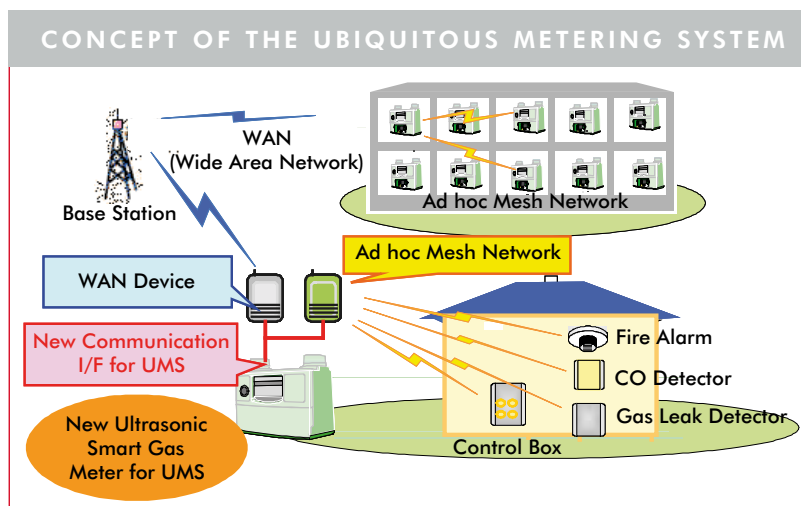 CONCEPT OF THE UBIQUITOUS METERING SYSTEM
WAN
(Wide Area Network)
Base Station
Ad hoc Mesh Network
Ad hoc Mesh Network
WAN Device
New Communication
I/F for UMS
Fire Alarm
CO Detector
Gas Leak Detector
Control Box
New Ultrasonic
Smart Gas
Meter for UMS